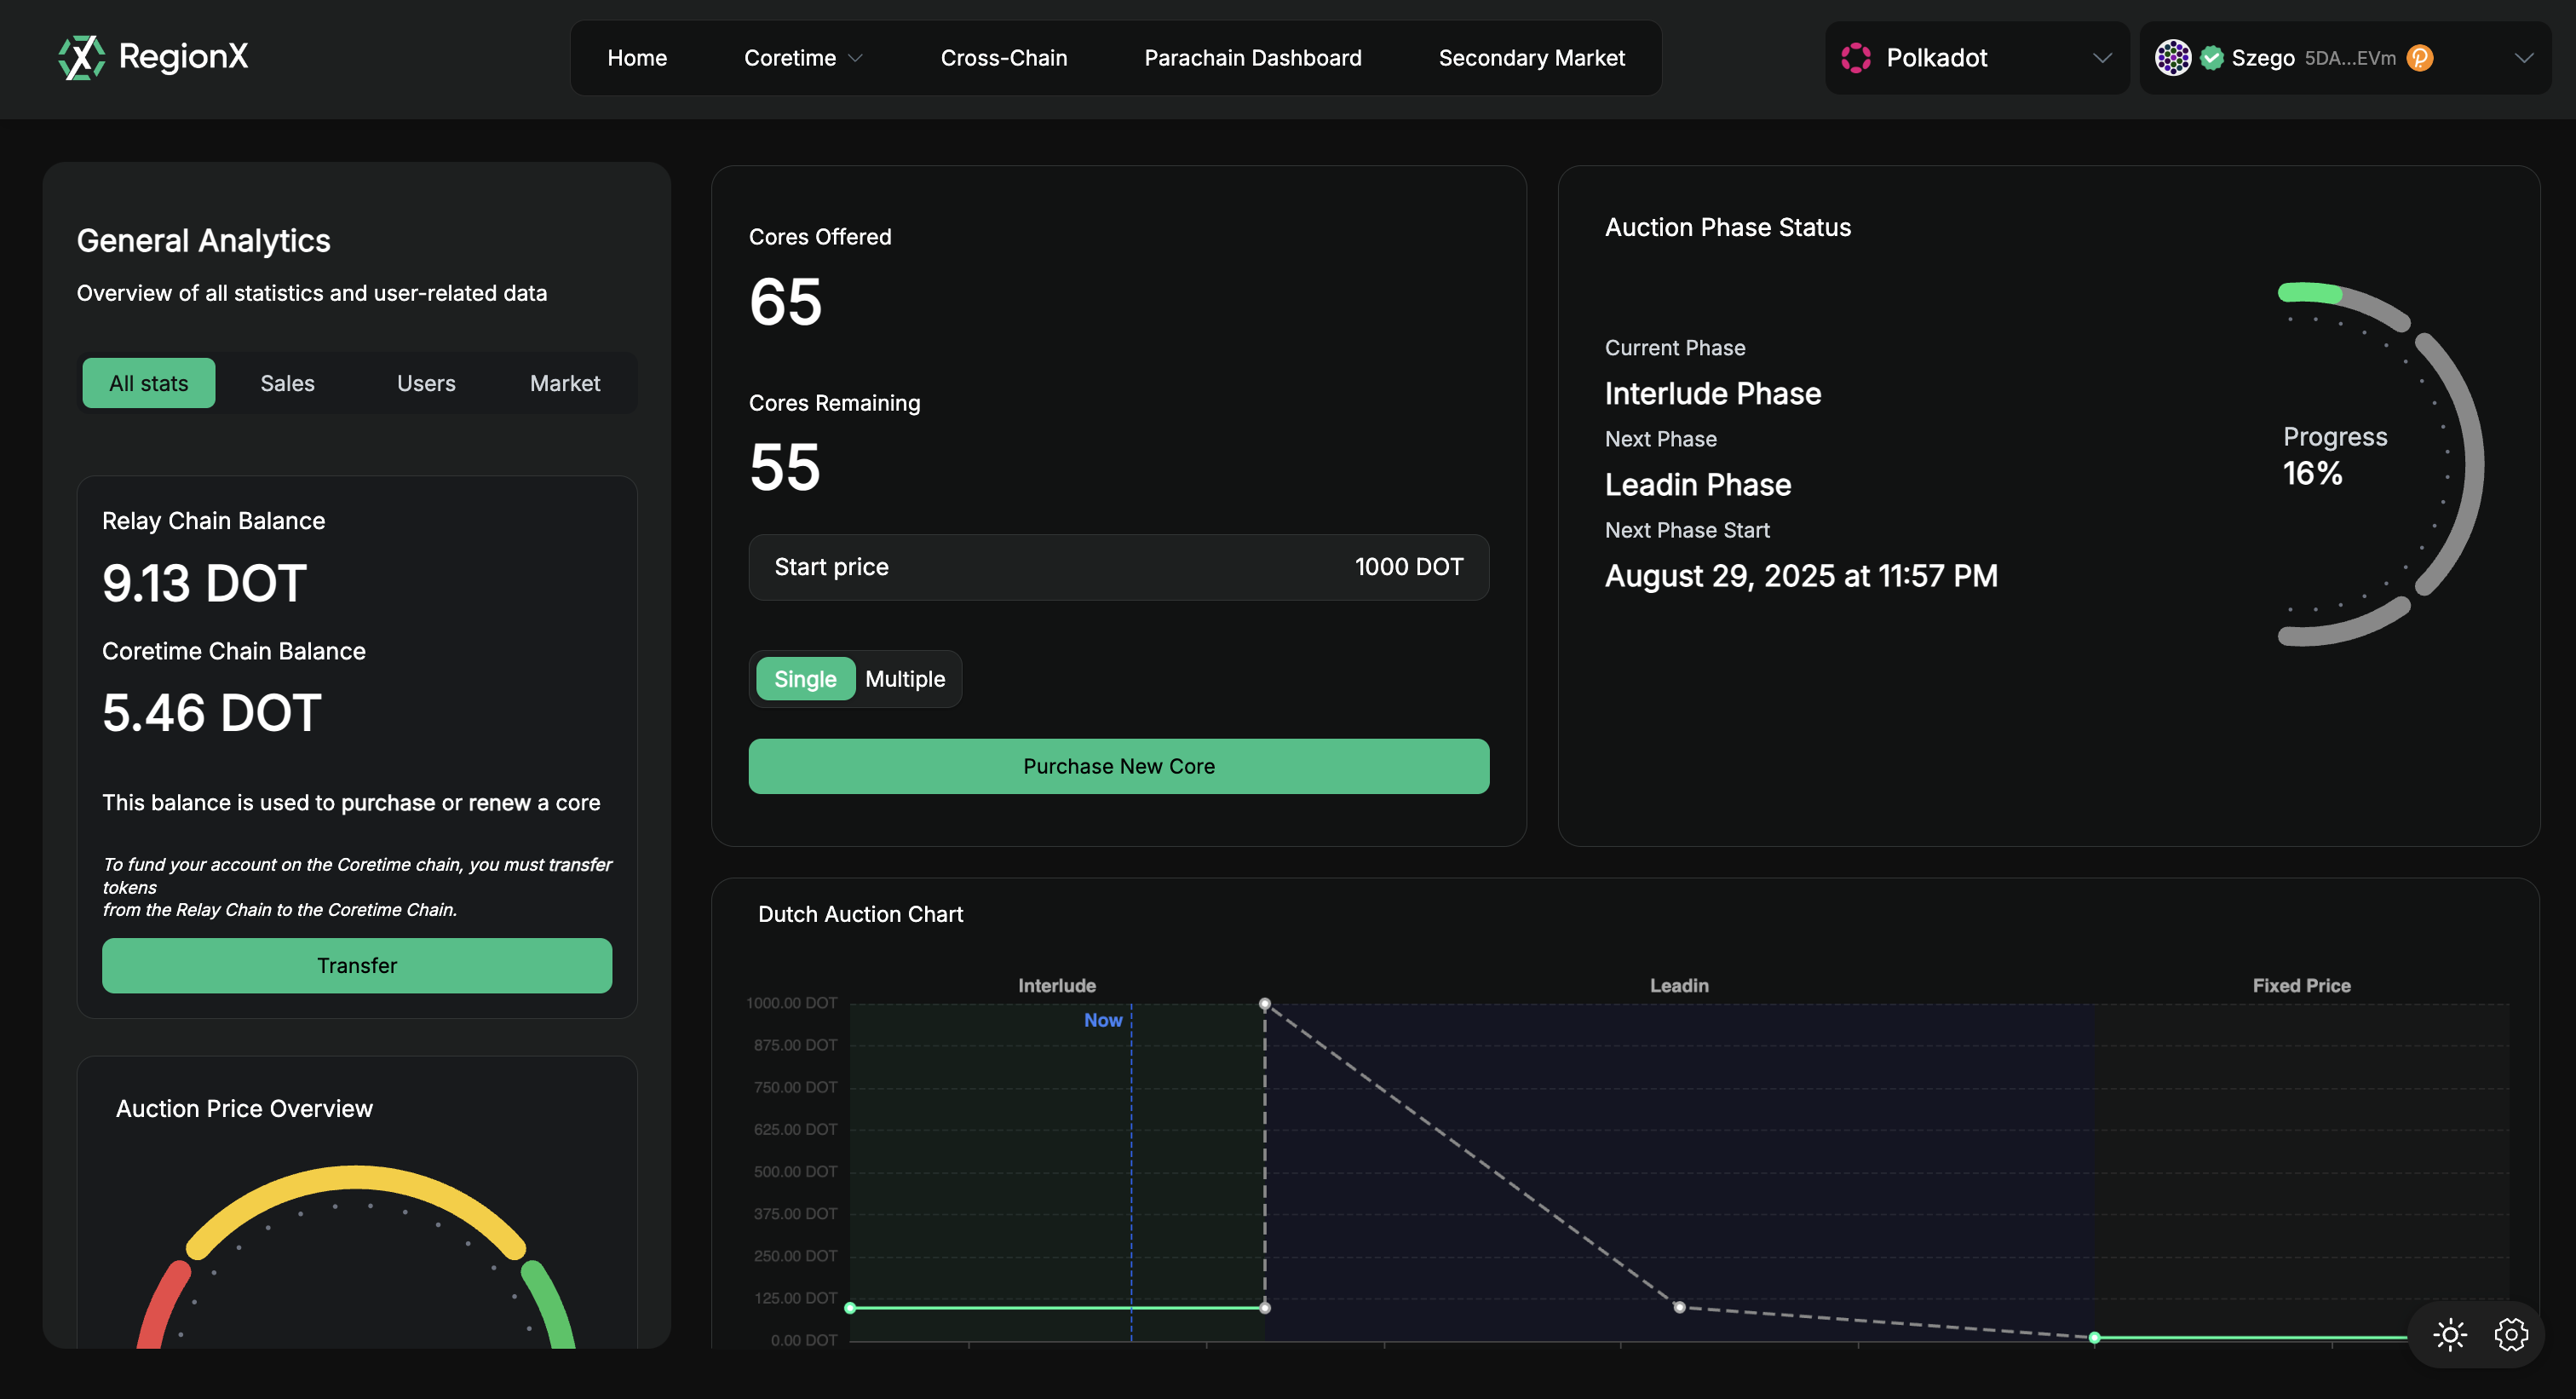 RegionX
Home
Coretime
Cross-Chain
Parachain Dashboard
Secondary Market
Polkadot
Szego 5DA...EVm
General Analytics
Overview of all statistics and user-related data
All stats
Sales
Users
Market
Relay Chain Balance
9.13 DOT
Coretime Chain Balance
5.46 DOT
This balance is used to purchase or renew a core
To fund your account on the Coretime chain, you must transfer
tokens
from the Relay Chain to the Coretime Chain.
Transfer
Auction Price Overview
Cores Offered
65
Cores Remaining
55
Start price
1000 DOT
Single
Multiple
Purchase New Core
Auction Phase Status
Current Phase
Interlude Phase
Next Phase
Leadin Phase
Next Phase Start
August 29, 2025 at 11:57 PM
Progress
16%
Dutch Auction Chart
Interlude
Leadin
Fixed Price
Now
1000.00 DOT
875.00 DOT
750.00 DOT
625.00 DOT
500.00 DOT
375.00 DOT
250.00 DOT
125.00 DOT
0.00 DOT